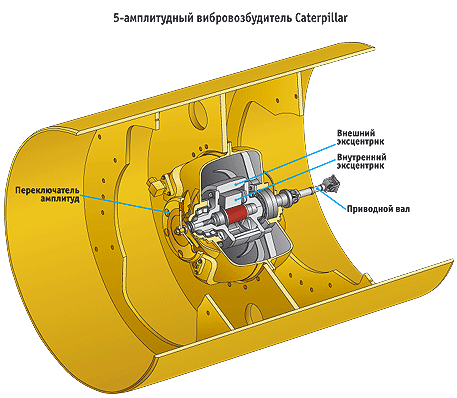 5-амплитудный вибровозбудитель Caterpillar
Внешний
эксцентрик
Внутренний
эксцентрик
Переключатель
амплитуд
Приводной вал